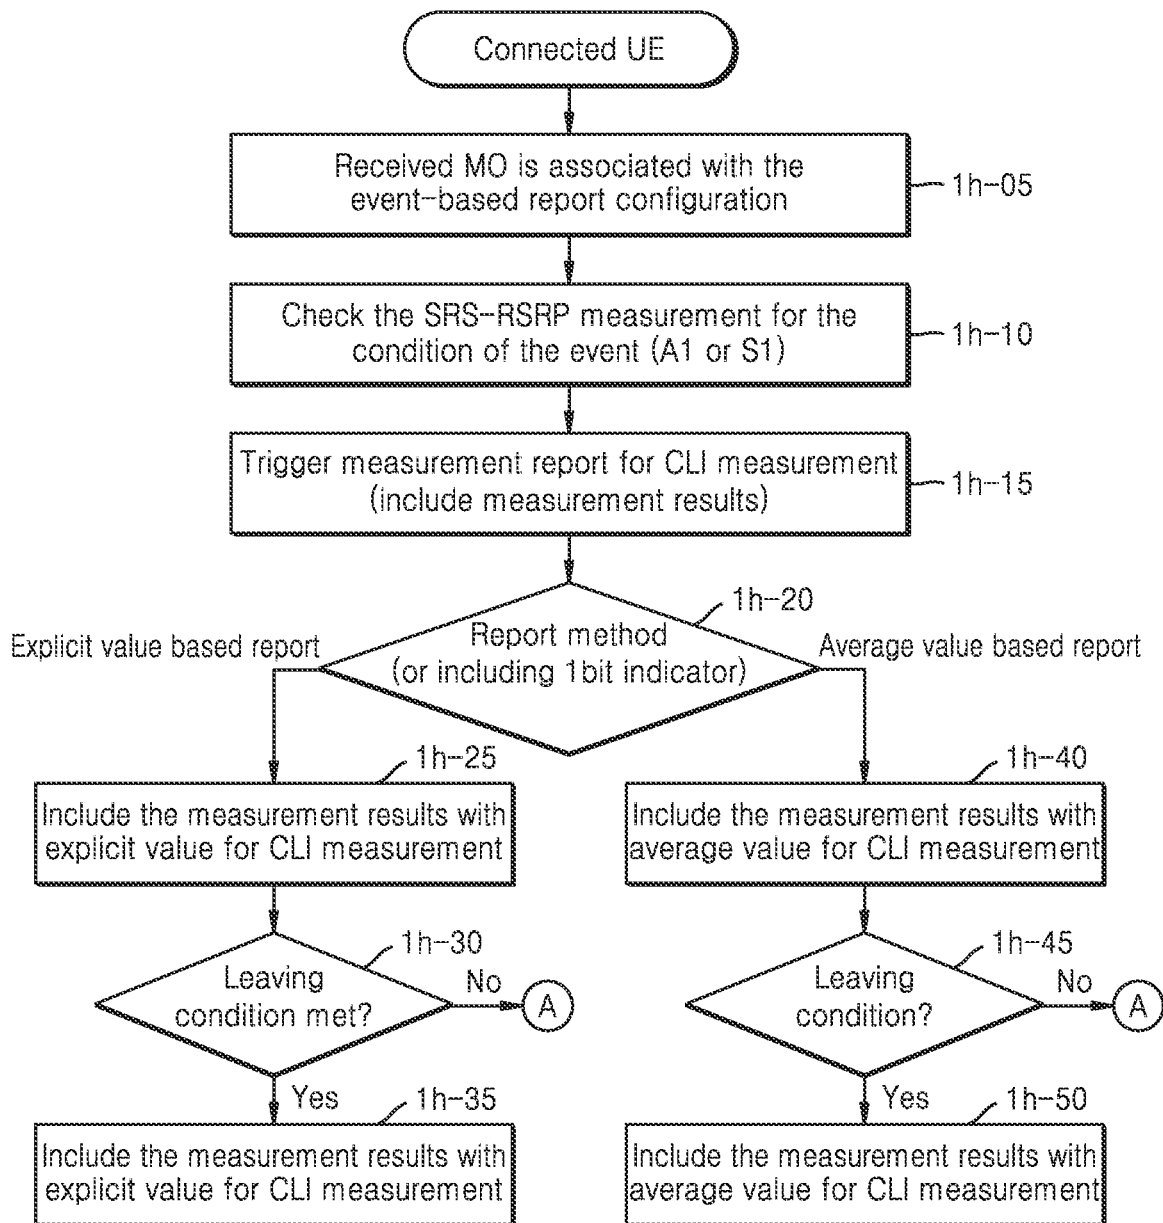 Connected UE
Received MO is associated with the
event-based report configuration
1h-05
Check the SRS-RSRP measurement for the
condition of the event (A1 or S1)
1h-10
Trigger measurement report for CLI measurement
(include measurement results)
1h-15
1h-20
Explicit value based report
Report method
(or including 1bit indicator)
Average value based report
1h-25
Include the measurement results with
explicit value for CLI measurement
1h-40
Include the measurement results with
average value for CLI measurement
1h-30
Leaving
condition met?
No
A
1h-45
Leaving
condition?
No
A
Yes
1h-35
Include the measurement results with
explicit value for CLI measurement
Yes
1h-50
Include the measurement results with
average value for CLI measurement